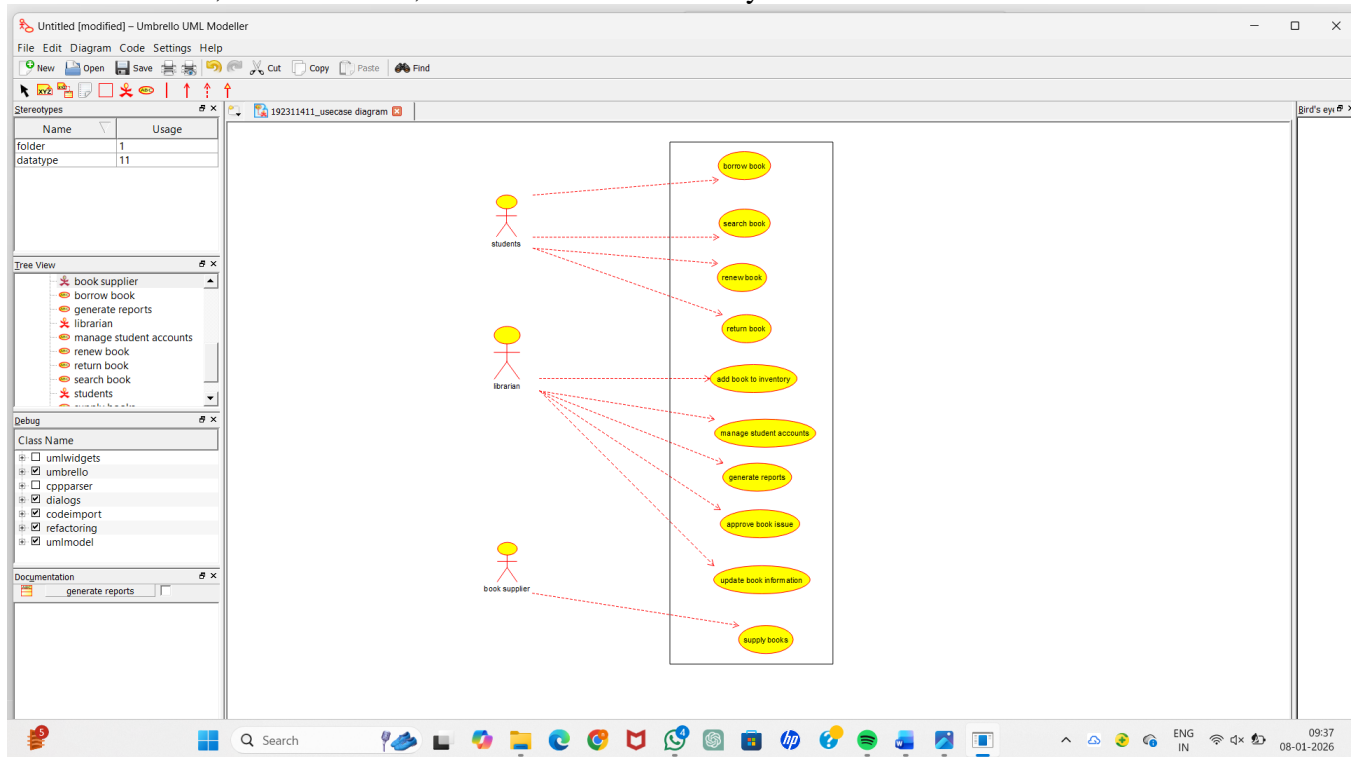 Untitled [modified] – Umbrello UML Modeller
File Edit Diagram Code Settings Help
New Open Save Cut Copy Paste Find
Stereotypes
Name Usage
folder 1
datatype 11
Tree View
book supplier
borrow book
generate reports
librarian
manage student accounts
renew book
return book
search book
students
Debug
Class Name
umlwidgets
umbrello
cppparser
dialogs
codeimport
refactoring
umlmodel
Documentation
generate reports
192311411_usecase diagram
Bird's eye
borrow book
search book
students
renew book
return book
librarian
add book to inventory
manage student accounts
generate reports
approve book issue
update book information
book supplier
supply books
5
Search
4
ENG
IN
09:37
08-01-2026